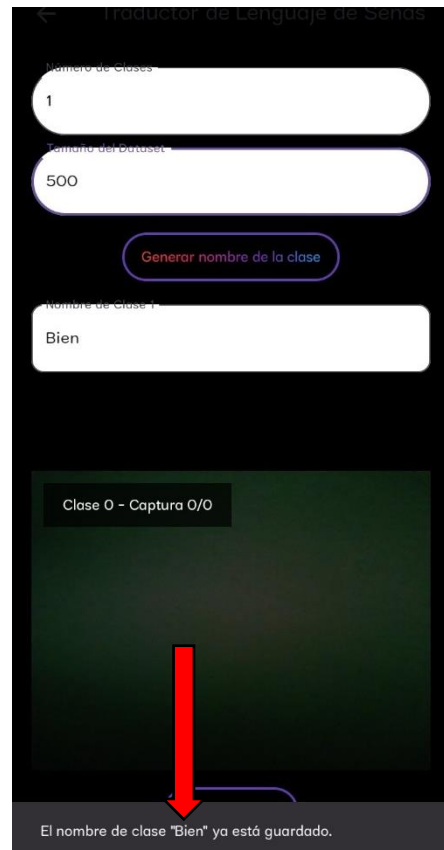 Traductor de Lenguaje de Señas
Número de Clases
1
Tamaño del Dataset
500
Generar nombre de la clase
Nombre de Clase 1
Bien
Clase 0 - Captura 0/0
El nombre de clase "Bien" ya está guardado.